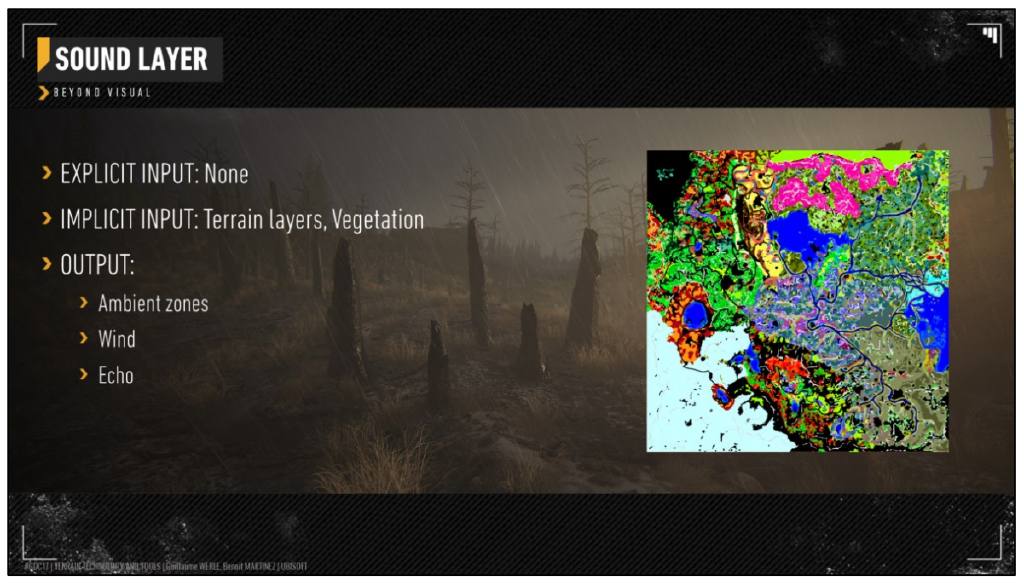 SOUND LAYER
BEYOND VISUAL
EXPLICIT INPUT: None
IMPLICIT INPUT: Terrain layers, Vegetation
OUTPUT:
Ambient zones
Wind
Echo
#GDC17 | TERRAIN TECHNOLOGY AND TOOLS | Guillaume WERLE, Benoit MARTINEZ | UBISOFT